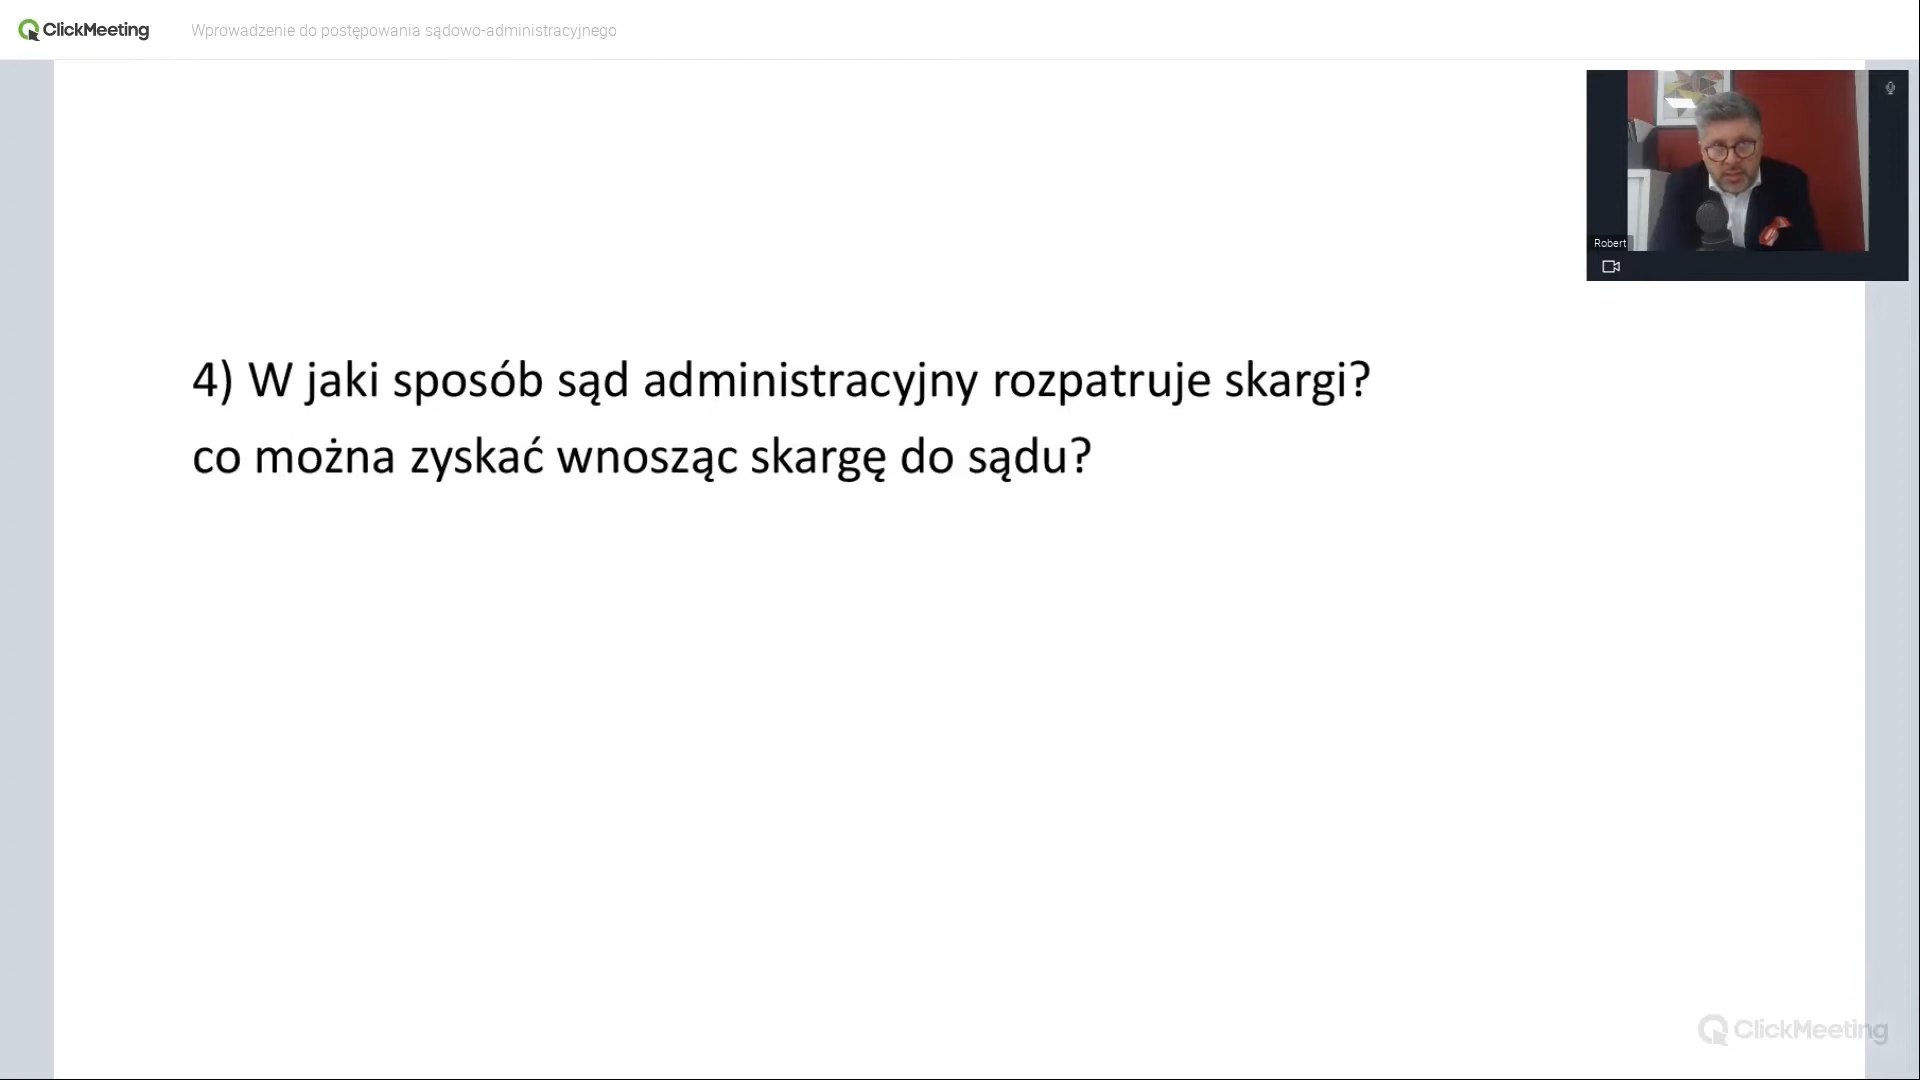 ClickMeeting
Wprowadzenie do postępowania sądowo-administracyjnego
Robert
4) W jaki sposób sąd administracyjny rozpatruje skargi?
co można zyskać wnosząc skargę do sądu?
ClickMeeting